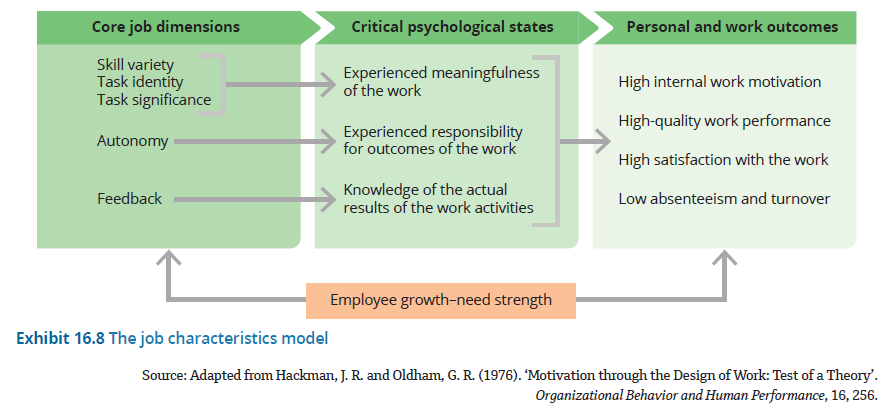 Core job dimensions
Critical psychological states
Personal and work outcomes
Skill variety
Task identity
Task significance
Autonomy
Feedback
Experienced meaningfulness
of the work
Experienced responsibility
for outcomes of the work
Knowledge of the actual
results of the work activities
High internal work motivation
High-quality work performance
High satisfaction with the work
Low absenteeism and turnover
Employee growth–need strength
Exhibit 16.8 The job characteristics model
Source: Adapted from Hackman, J. R. and Oldham, G. R. (1976). ‘Motivation through the Design of Work: Test of a Theory’.
Organizational Behavior and Human Performance, 16, 256.